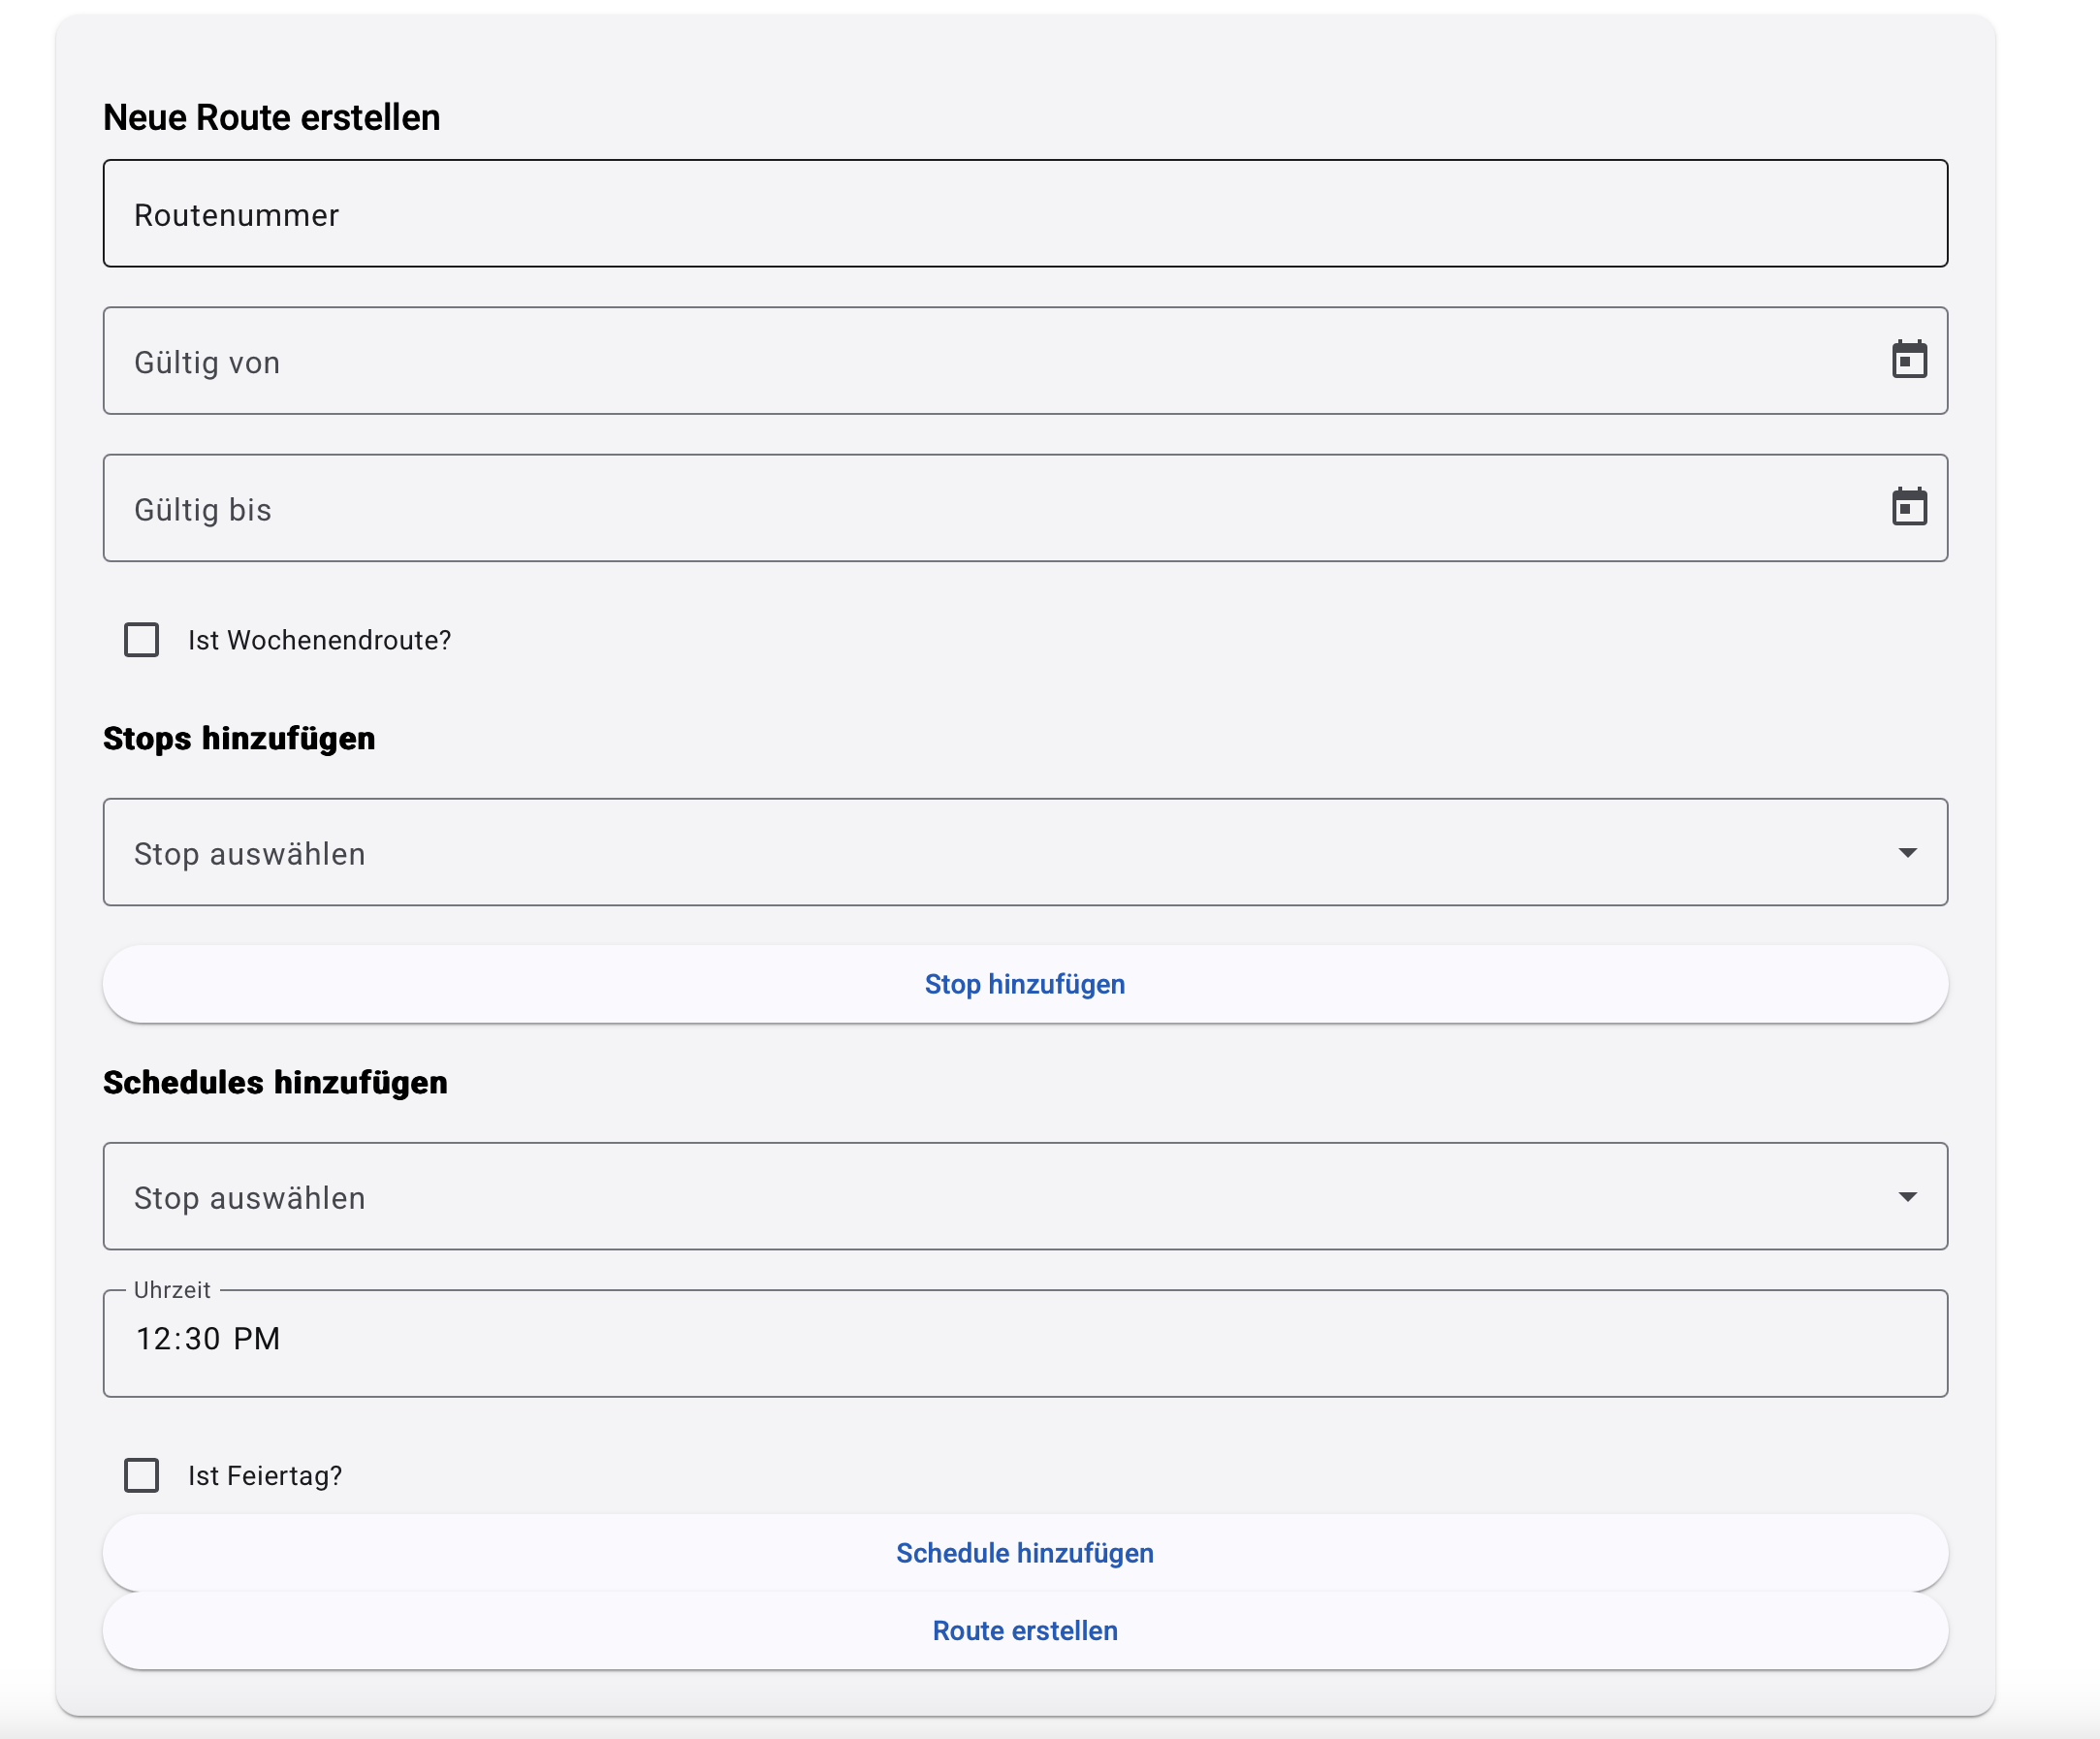 Neue Route erstellen
Routenummer
Gültig von
Gültig bis
Ist Wochenendroute?
Stops hinzufügen
Stop auswählen
Stop hinzufügen
Schedules hinzufügen
Stop auswählen
Uhrzeit
12:30 PM
Ist Feiertag?
Schedule hinzufügen
Route erstellen